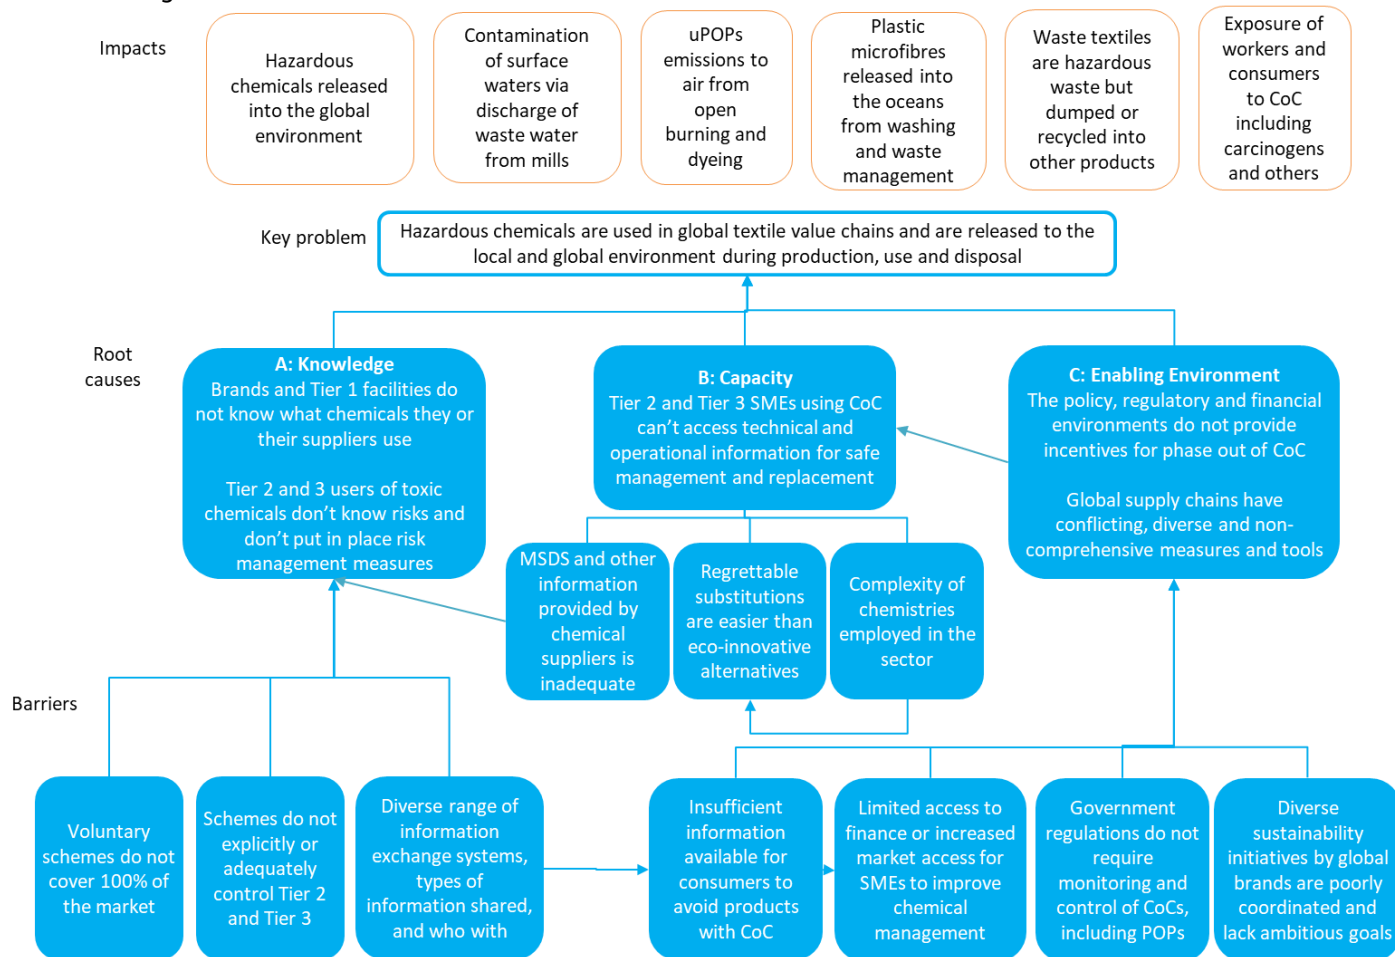 Impacts
Hazardous
chemicals released
into the global
environment
Contamination
of surface
waters via
discharge of
waste water
from mills
uPOPs
emissions to
air from
open
burning and
dyeing
Plastic
microfibres
released into
the oceans
from washing
and waste
management
Waste textiles
are hazardous
waste but
dumped or
recycled into
other products
Exposure of
workers and
consumers
to CoC
including
carcinogens
and others
Key problem
Hazardous chemicals are used in global textile value chains and are released to the
local and global environment during production, use and disposal
Root
causes
A: Knowledge
Brands and Tier 1 facilities do
not know what chemicals they or
their suppliers use
Tier 2 and 3 users of toxic
chemicals don't know risks and
don't put in place risk
management measures
B: Capacity
Tier 2 and Tier 3 SMEs using CoC
can't access technical and
operational information for safe
management and replacement
C: Enabling Environment
The policy, regulatory and financial
environments do not provide
incentives for phase out of CoC
Global supply chains have
conflicting, diverse and non-
comprehensive measures and tools
MSDS and other
information
provided by
chemical
suppliers is
inadequate
Regrettable
substitutions
are easier than
eco-innovative
alternatives
Complexity of
chemistries
employed in the
sector
Barriers
Voluntary
schemes do not
cover 100% of
the market
Schemes do not
explicitly or
adequately
control Tier 2
and Tier 3
Diverse range of
information
exchange systems,
types of
information shared,
and who with
Insufficient
information
available for
consumers to
avoid products
with CoC
Limited access to
finance or increased
market access for
SMEs to improve
chemical
management
Government
regulations do not
require
monitoring and
control of CoCs,
including POPs
Diverse
sustainability
initiatives by global
brands are poorly
coordinated and
lack ambitious goals